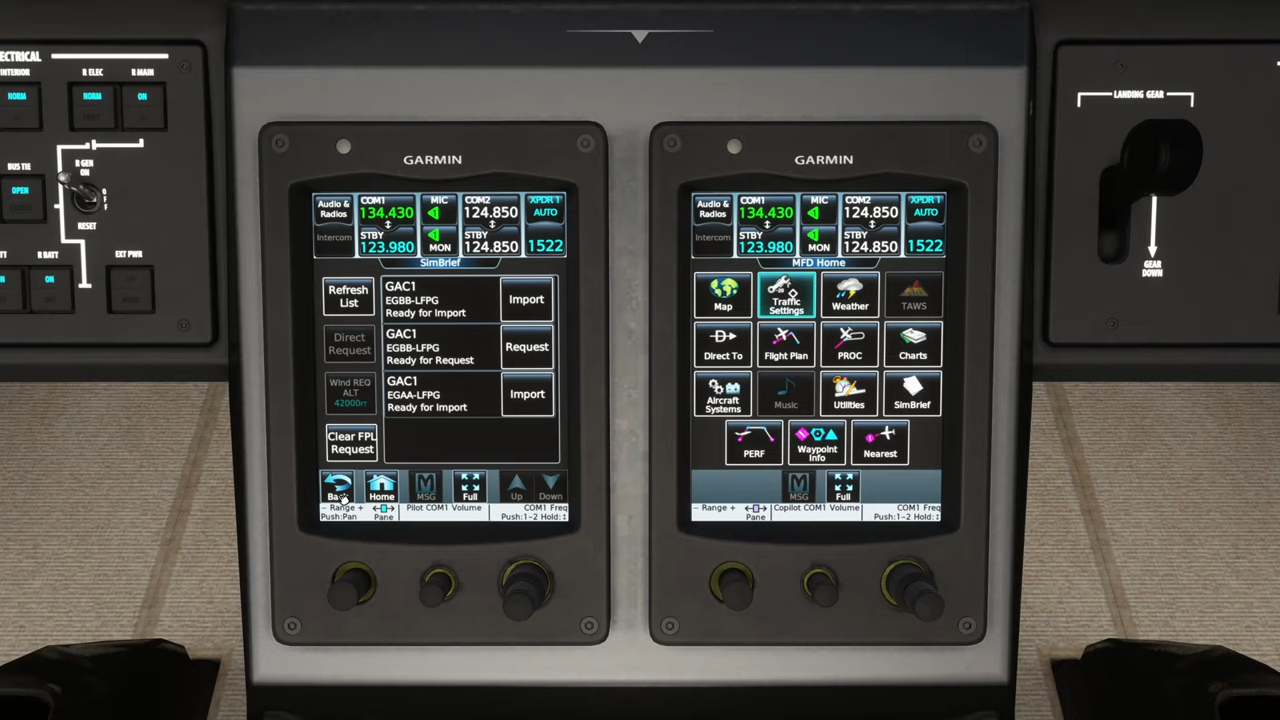 ECTRICAL
INTERIOR
R ELEC
R MAIN
NORM
NORM
ON
BUS TIE
R GEN
ON
OFF
OPEN
RESET
TT
R BATT
EXT PWR
ON
GARMIN
Audio &
Radios
Intercom
COM1
134.430
STBY
123.980
MIC
MON
COM2
124.850
STBY
124.850
XPDR 1
AUTO
1522
SimBrief
Refresh
List
GAC1
EGBB-LFPG
Ready for Import
Import
Direct
Request
GAC1
EGBB-LFPG
Ready for Request
Request
Wind REQ
ALT
42000FT
GAC1
EGAA-LFPG
Ready for Import
Import
Clear FPL
Request
Back
Home
MSG
Full
Up
Down
- Range +
Push:Pan
Pane
Pilot COM1 Volume
COM1 Freq
Push:1-2 Hold:↕
GARMIN
Audio &
Radios
Intercom
COM1
134.430
STBY
123.980
MIC
MON
COM2
124.850
STBY
124.850
XPDR 1
AUTO
1522
MFD Home
Map
Traffic
Settings
Weather
TAWS
Direct To
Flight Plan
PROC
Charts
Aircraft
Systems
Music
Utilities
SimBrief
PERF
Waypoint
Info
Nearest
MSG
Full
- Range +
Pane
Copilot COM1 Volume
COM1 Freq
Push:1-2 Hold:↕
LANDING GEAR
GEAR
DOWN